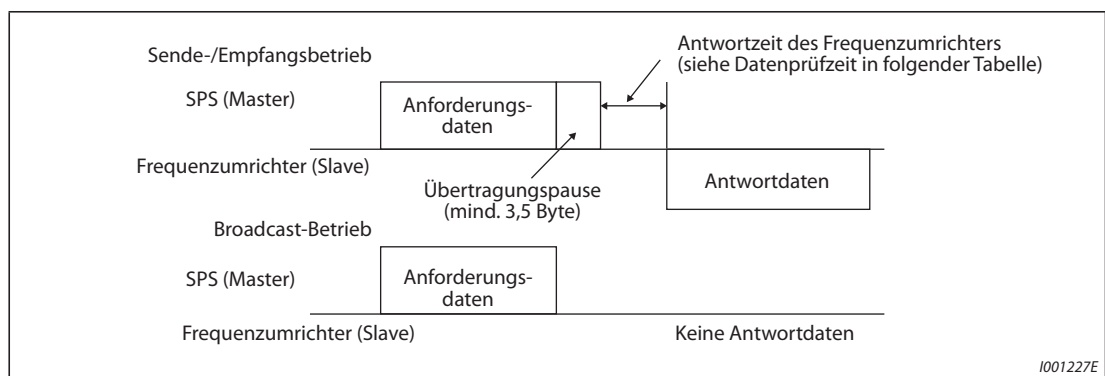 Sende-/Empfangsbetrieb
Antwortzeit des Frequenzumrichters
(siehe Datenprüfzeit in folgender Tabelle)
SPS (Master)
Anforderungs-
daten
Frequenzumrichter (Slave)
Übertragungspause
(mind. 3,5 Byte)
Antwortdaten
Broadcast-Betrieb
SPS (Master)
Anforderungs-
daten
Frequenzumrichter (Slave)
Keine Antwortdaten
I001227E